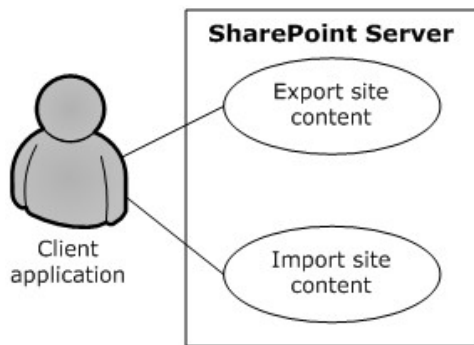 SharePoint Server
Export site
content
Client
application
Import site
content